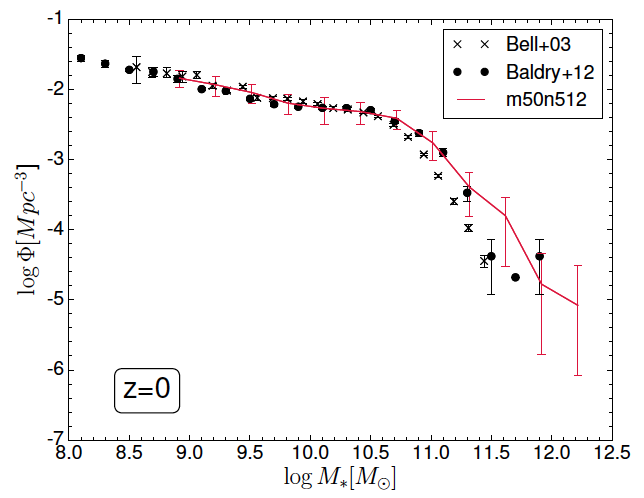 -1
-2
-3
-4
-5
-6
-7
log Φ[Mpc⁻³]
Bell+03
Baldry+12
m50n512
z=0
8.0 8.5 9.0 9.5 10.0 10.5 11.0 11.5 12.0 12.5
log M*[M⊙]